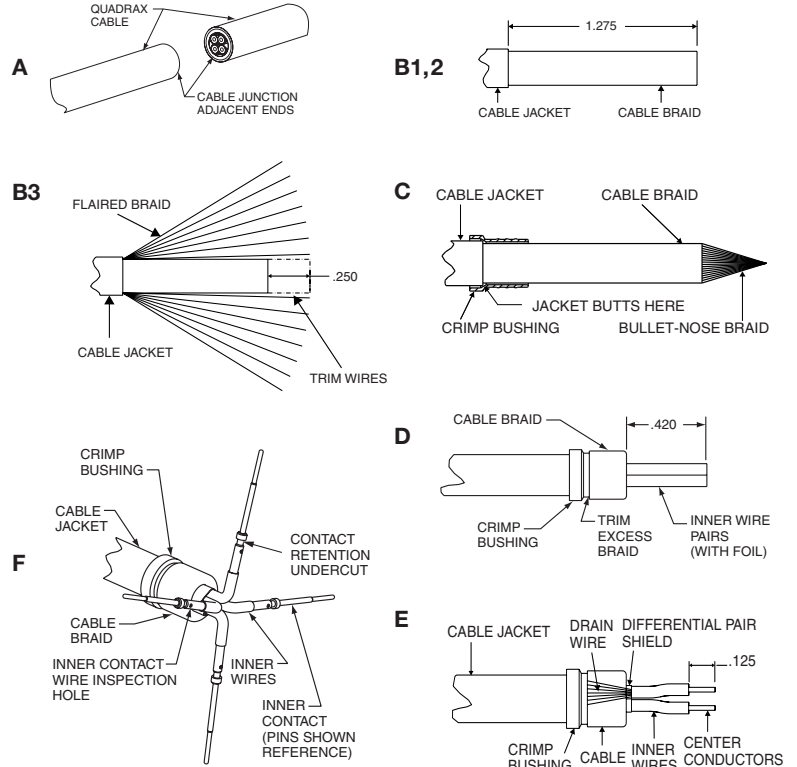 QUADRAX
CABLE
A
CABLE JUNCTION
ADJACENT ENDS
B1,2
1.275
CABLE JACKET
CABLE BRAID
B3
FLAIRED BRAID
.250
CABLE JACKET
TRIM WIRES
C
CABLE JACKET
CABLE BRAID
JACKET BUTTS HERE
CRIMP BUSHING
BULLET-NOSE BRAID
D
CABLE BRAID
.420
CRIMP
BUSHING
TRIM
EXCESS
BRAID
INNER WIRE
PAIRS
(WITH FOIL)
F
CRIMP
BUSHING
CABLE
JACKET
CONTACT
RETENTION
UNDERCUT
CABLE
BRAID
INNER CONTACT
WIRE INSPECTION
HOLE
INNER
WIRES
INNER
CONTACT
(PINS SHOWN
REFERENCE)
E
CABLE JACKET
DRAIN
WIRE
DIFFERENTIAL PAIR
SHIELD
.125
CRIMP
BUSHING
CABLE
INNER
WIRES
CENTER
CONDUCTORS